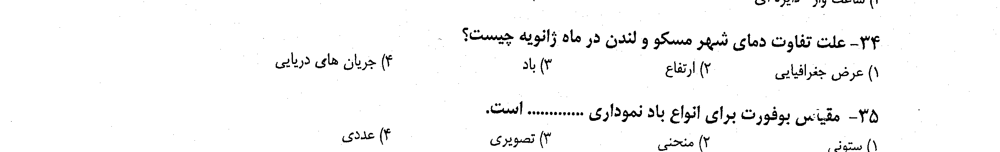 ۱) ساعت وار - دایره ای
۳۴- علت تفاوت دمای شهر مسکو و لندن در ماه ژانویه چیست؟
۱) عرض جغرافیایی ۲) ارتفاع ۳) باد ۴) جریان های دریایی
۳۵- مقیاس بوفورت برای انواع باد نموداری ............. است.
۱) ستونی ۲) منحنی ۳) تصویری ۴) عددی